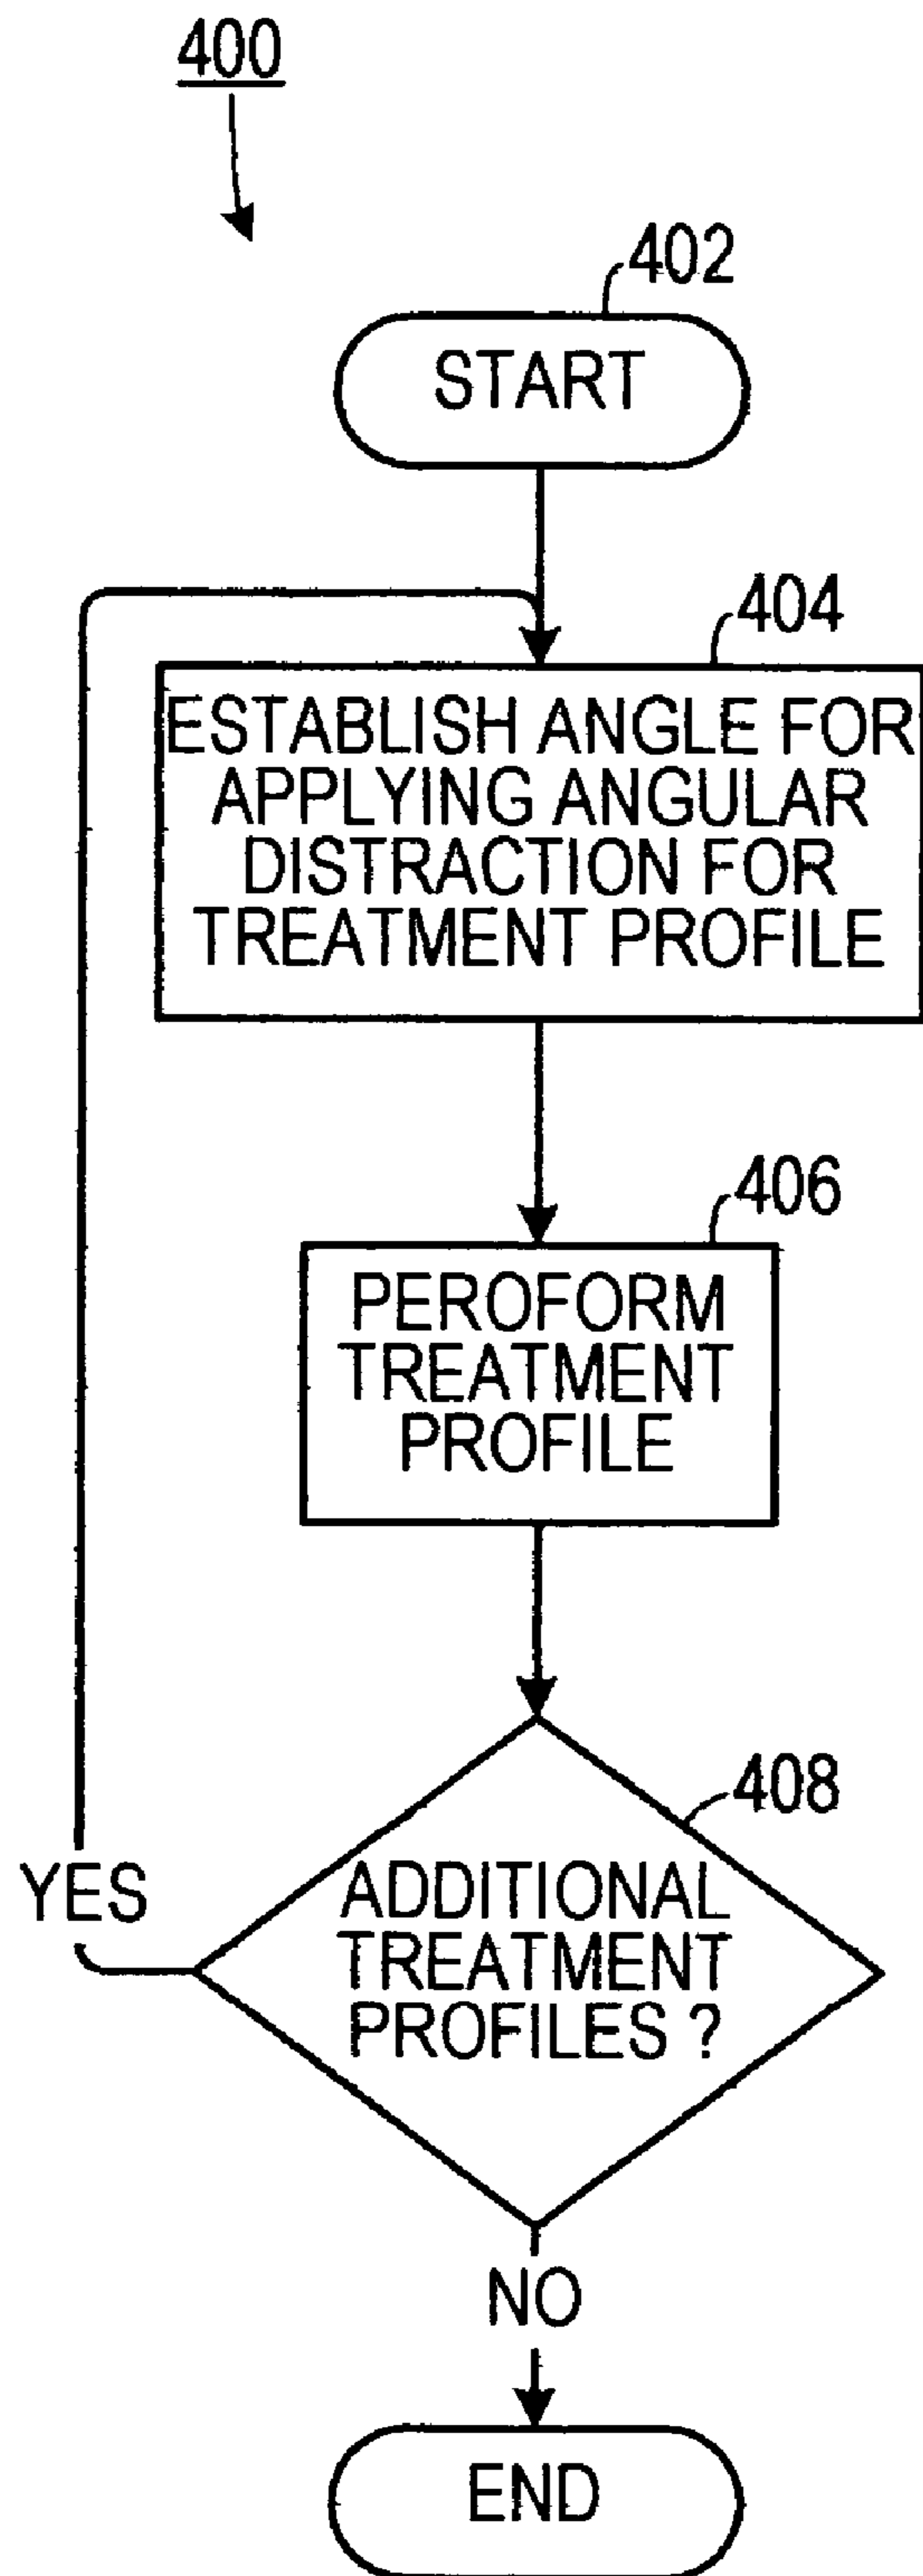 400
402
START
404
ESTABLISH ANGLE FOR
APPLYING ANGULAR
DISTRACTION FOR
TREATMENT PROFILE
406
PEROFORM
TREATMENT
PROFILE
408
ADDITIONAL
TREATMENT
PROFILES ?
YES
NO
END